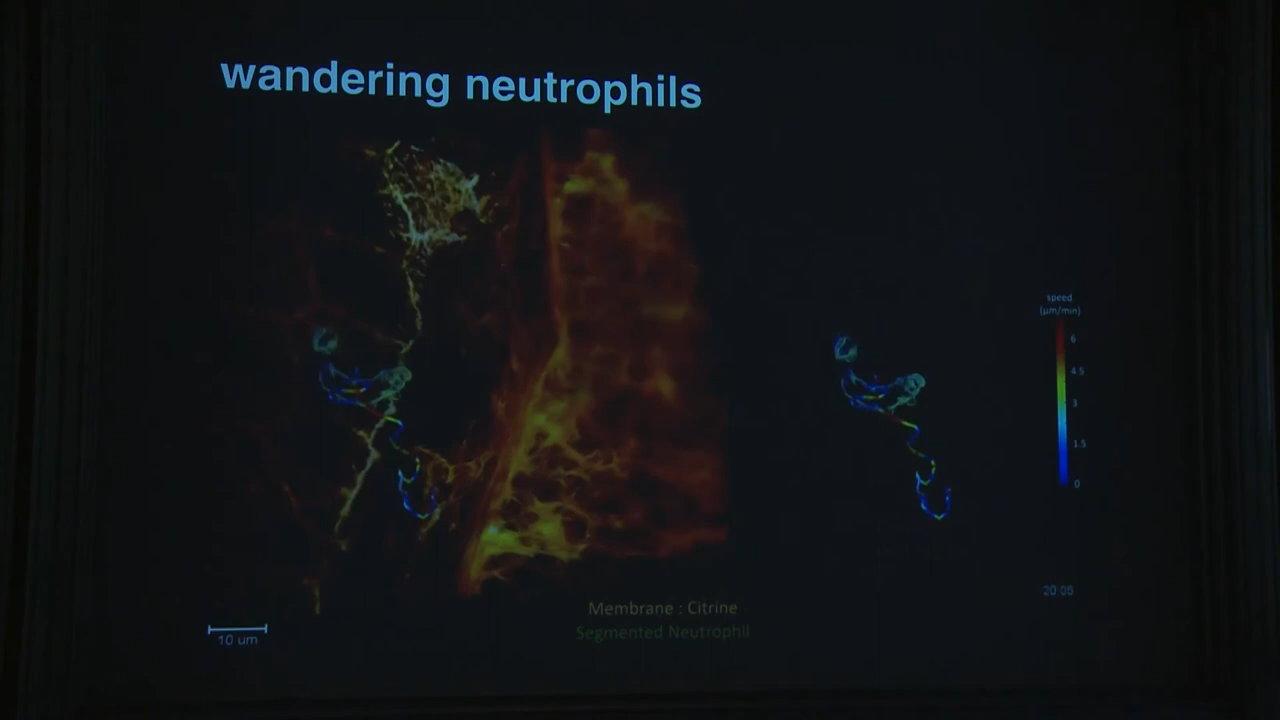 wandering neutrophils
speed
(µm/min)
6
4.5
3
1.5
0
20:05
Membrane : Citrine
Segmented Neutrophil
10 um